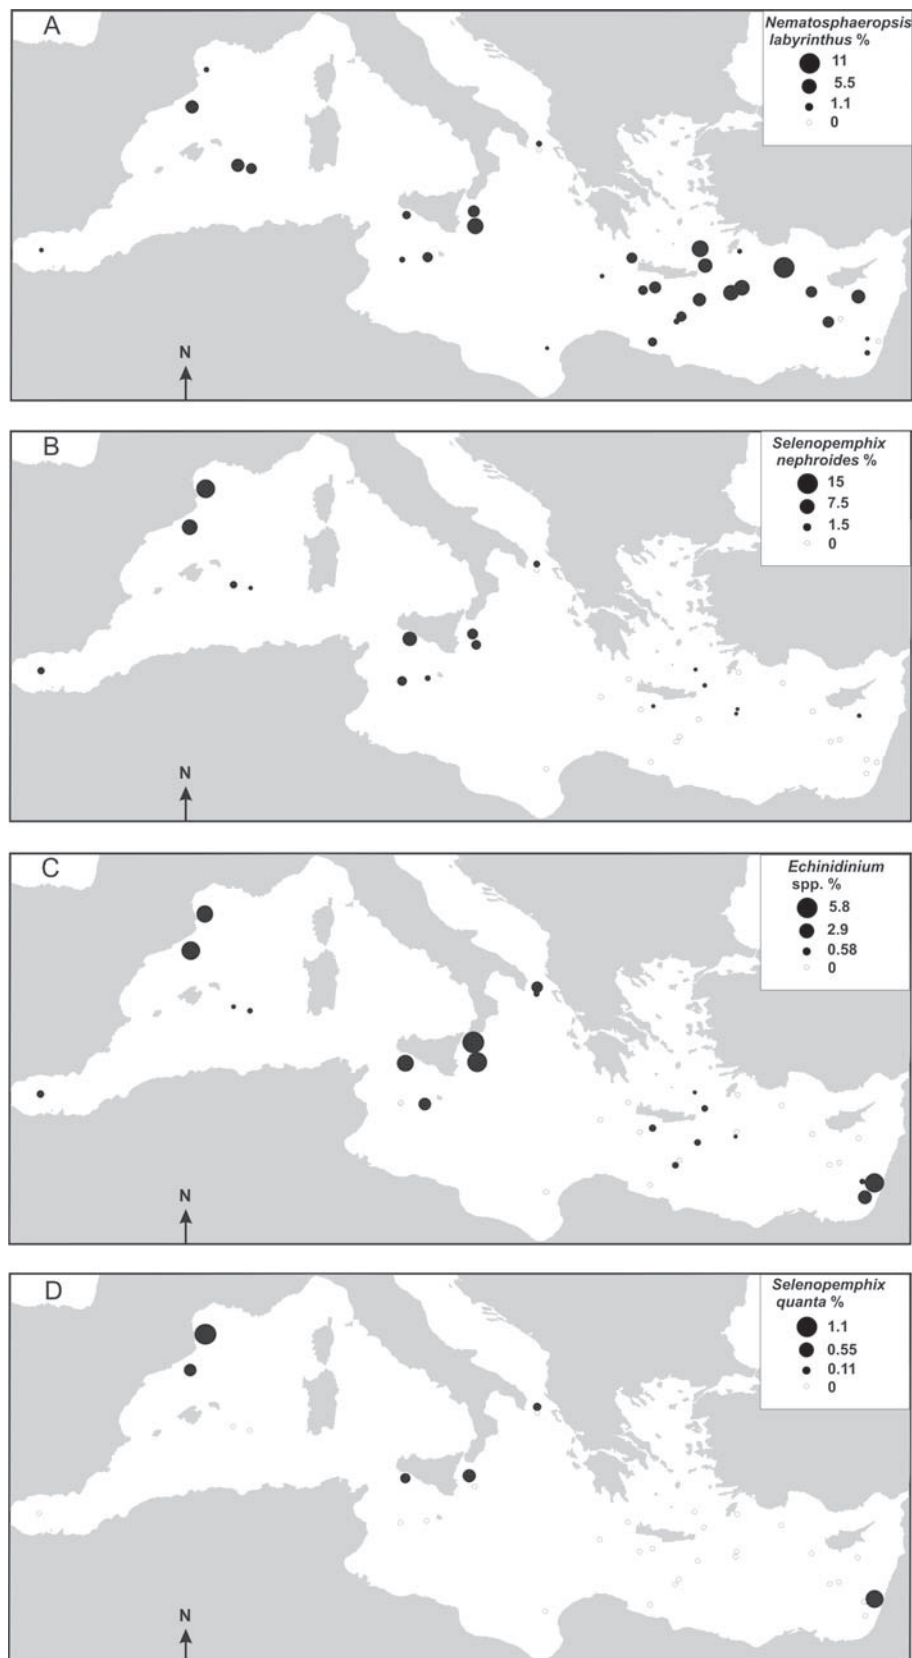 A
Nematosphaeropsis
labyrinthus %
11
5.5
1.1
0
N
B
Selenopemphix
nephroides %
15
7.5
1.5
0
N
C
Echinidinium
spp. %
5.8
2.9
0.58
0
N
D
Selenopemphix
quanta %
1.1
0.55
0.11
0
N